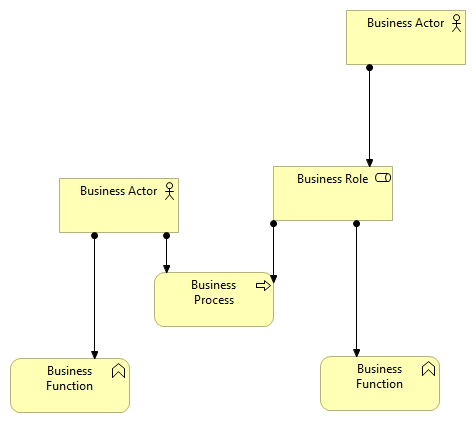 Business Actor
Business Actor
Business Role
Business
Process
Business
Function
Business
Function